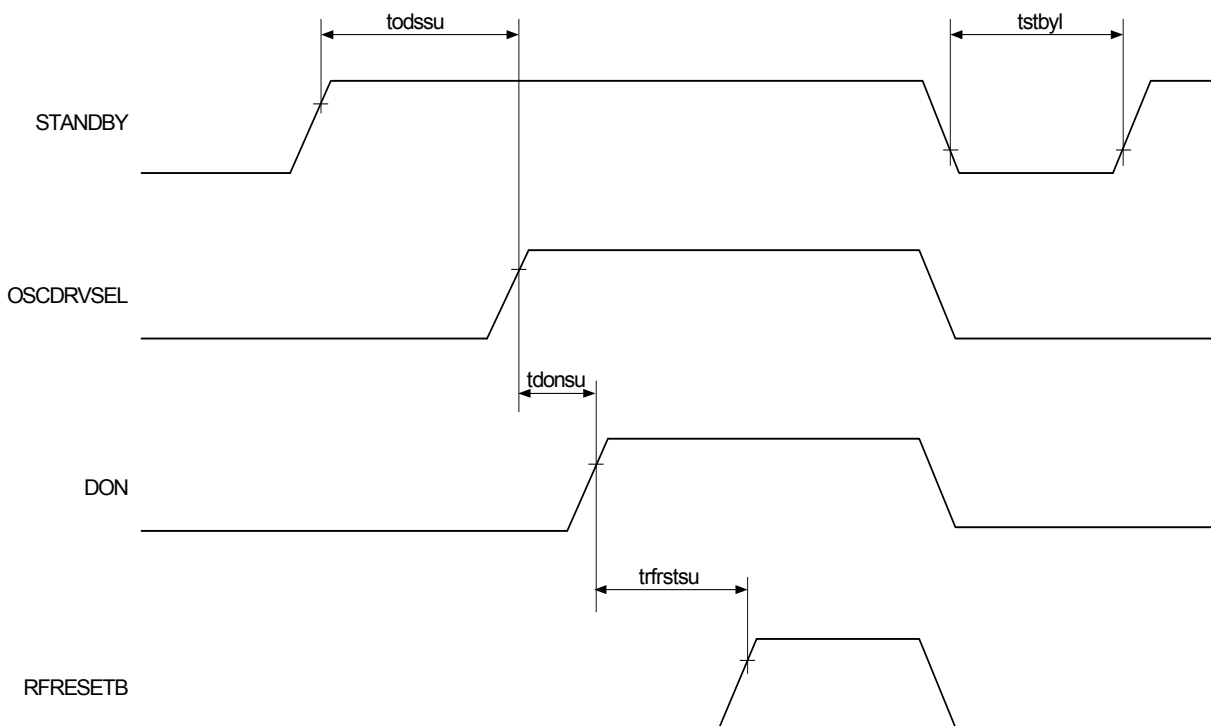 todssu
tstbyl
STANDBY
OSCDRVSEL
tdonsu
DON
trfrstsu
RFRESETB